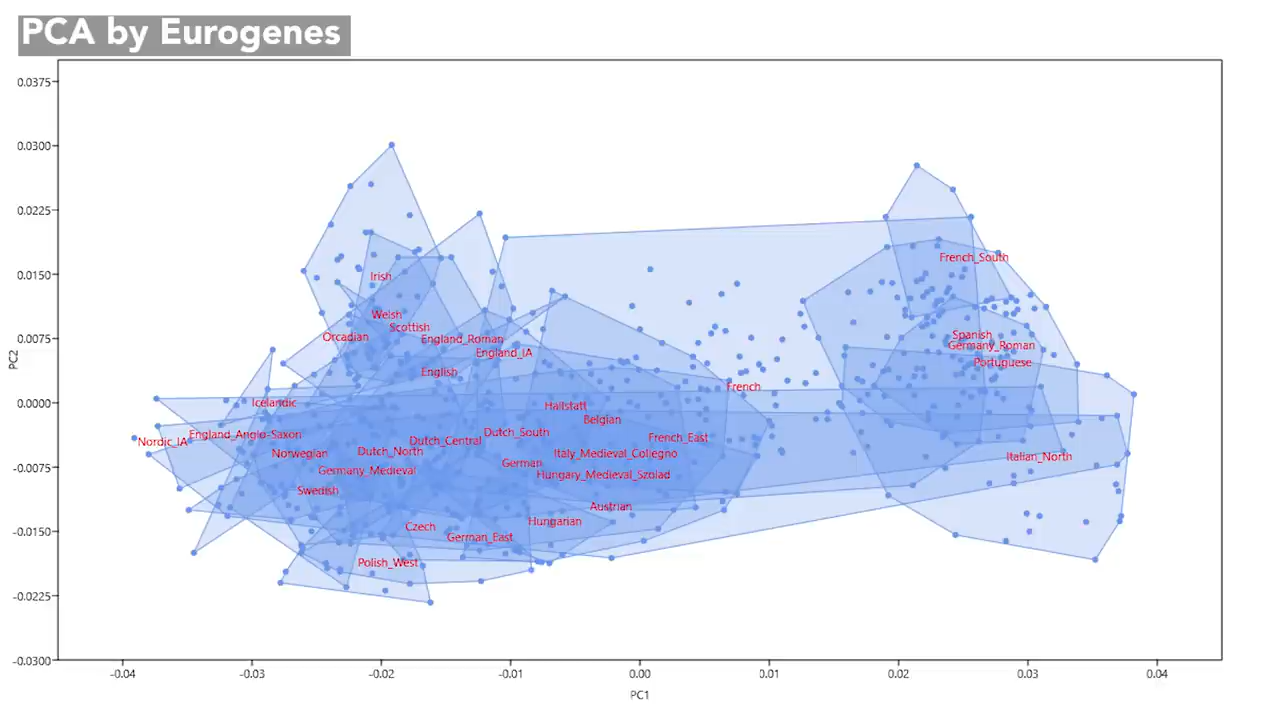 PCA by Eurogenes
0.0375
0.0300
0.0225
0.0150
0.0075
0.0000
-0.0075
-0.0150
-0.0225
-0.0300
PC2
French_South
Irish
Welsh
Scottish
Orcadian
England_Roman
England_IA
Spanish
Germany_Roman
Portuguese
English
French
Icelandic
Hallstatt
Belgian
Nordic_IA
England_Anglo-Saxon
Dutch_Central
Dutch_South
French_East
Norwegian
Dutch_North
German
Italy_Medieval_Collegno
Italian_North
Germany_Medieval
Hungary_Medieval_Szolad
Swedish
Austrian
Czech
Hungarian
German_East
Polish_West
-0.04 -0.03 -0.02 -0.01 0.00 0.01 0.02 0.03 0.04
PC1